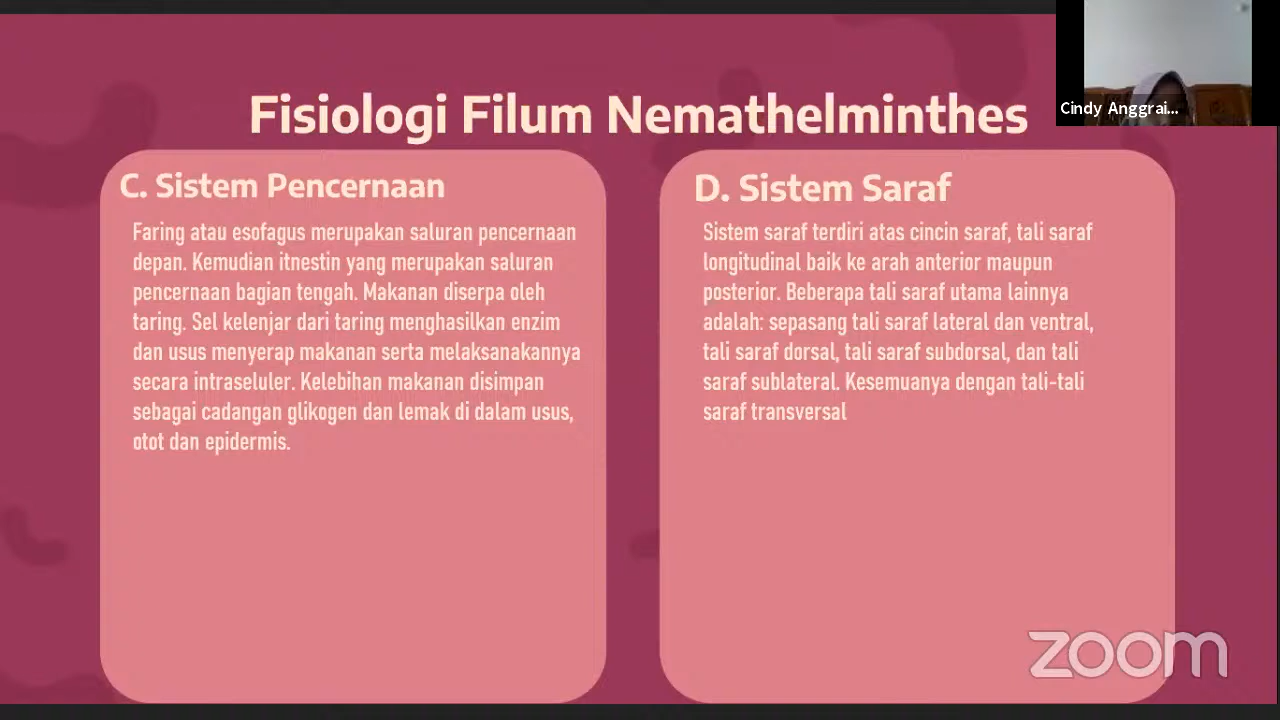 Fisiologi Filum Nemathelminthes
Cindy Anggrai...
C. Sistem Pencernaan
Faring atau esofagus merupakan saluran pencernaan
depan. Kemudian itnestin yang merupakan saluran
pencernaan bagian tengah. Makanan diserpa oleh
taring. Sel kelenjar dari taring menghasilkan enzim
dan usus menyerap makanan serta melaksanakannya
secara intraseluler. Kelebihan makanan disimpan
sebagai cadangan glikogen dan lemak di dalam usus,
otot dan epidermis.
D. Sistem Saraf
Sistem saraf terdiri atas cincin saraf, tali saraf
longitudinal baik ke arah anterior maupun
posterior. Beberapa tali saraf utama lainnya
adalah: sepasang tali saraf lateral dan ventral,
tali saraf dorsal, tali saraf subdorsal, dan tali
saraf sublateral. Kesemuanya dengan tali-tali
saraf transversal
zoom